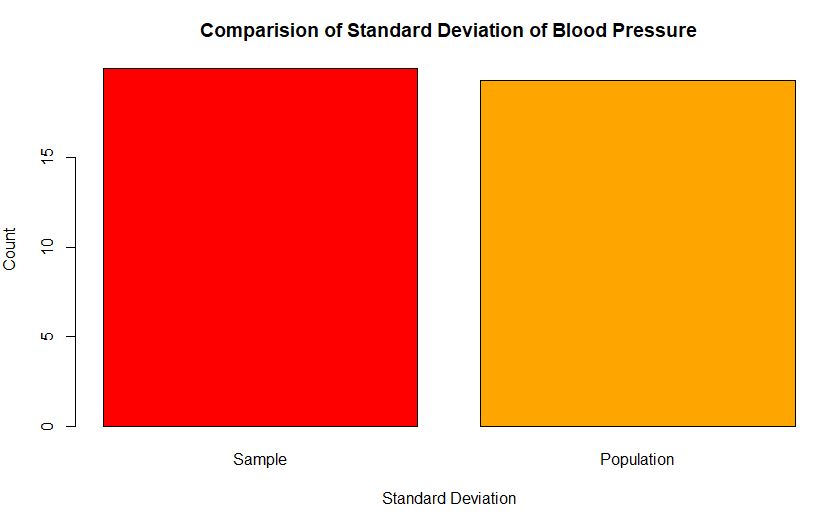 Comparision of Standard Deviation of Blood Pressure
15
10
5
0
Count
Sample
Population
Standard Deviation